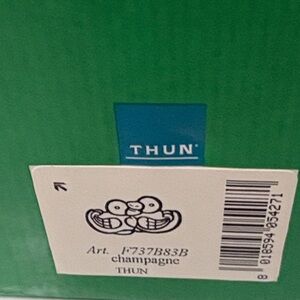 THUN
Art. F737B83B
champagne
THUN
8 018594 054271